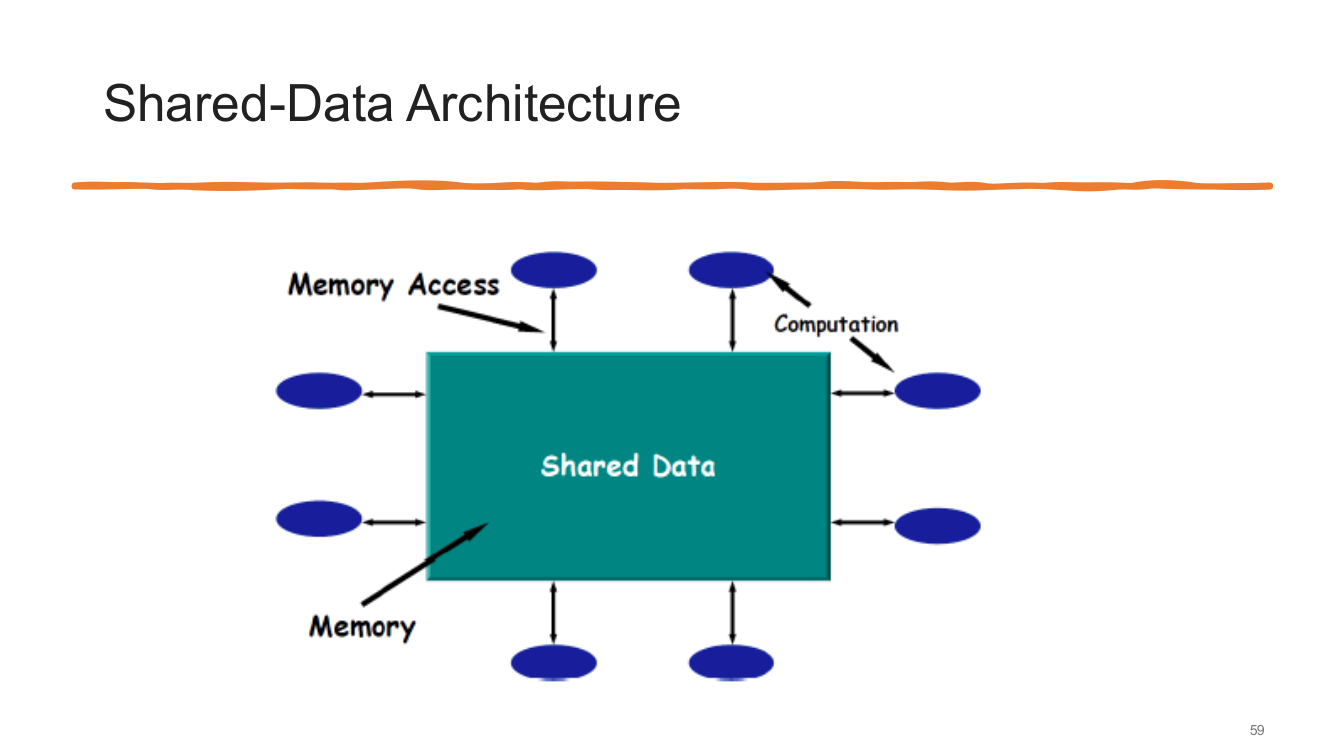 Shared-Data Architecture
Memory Access
Computation
Shared Data
Memory
59